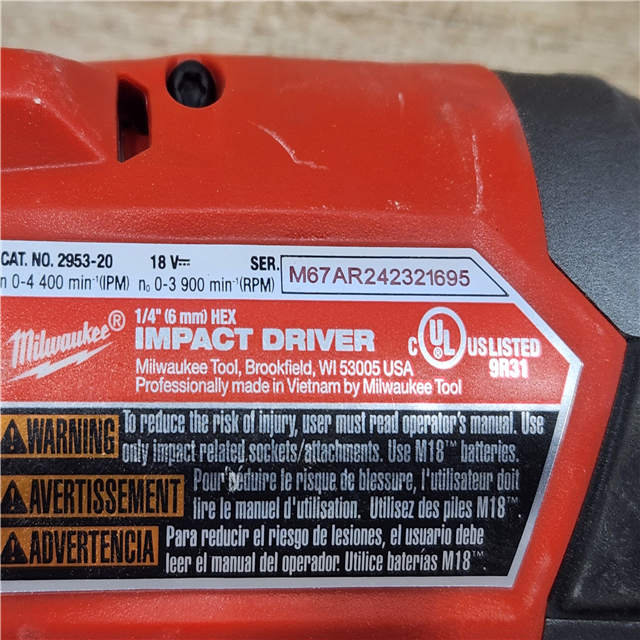 CAT. NO. 2953-20 18 V⎓ SER. M67AR242321695
n 0-4 400 min⁻¹(IPM) n₀ 0-3 900 min⁻¹(RPM)
Milwaukee®
1/4" (6 mm) HEX
IMPACT DRIVER
Milwaukee Tool, Brookfield, WI 53005 USA
Professionally made in Vietnam by Milwaukee Tool
C UL® US LISTED
9R31
WARNING
To reduce the risk of injury, user must read operator's manual. Use
only impact related sockets/attachments. Use M18™ batteries.
AVERTISSEMENT
Pour réduire le risque de blessure, l'utilisateur doit
lire le manuel d'utilisation. Utilisez des piles M18™.
ADVERTENCIA
Para reducir el riesgo de lesiones, el usuario debe
leer el manual del operador. Utilice baterías M18™.